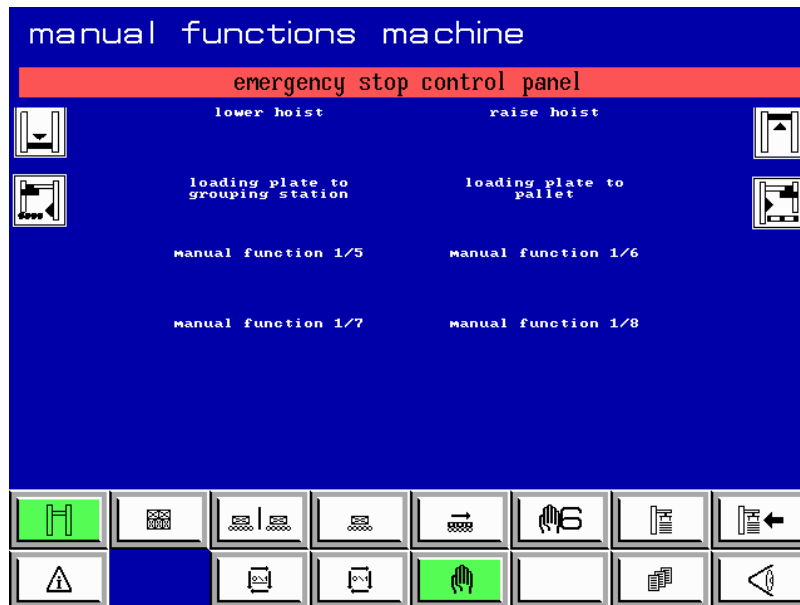 manual functions machine
emergency stop control panel
lower hoist
raise hoist
loading plate to
grouping station
loading plate to
pallet
manual function 1/5
manual function 1/6
manual function 1/7
manual function 1/8
6